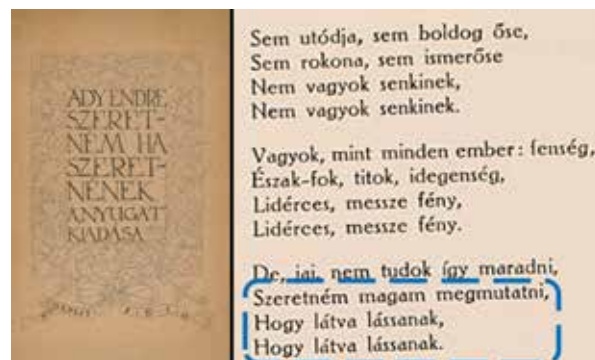 ADY ENDRE
SZERET-
NEM HA
SZERET-
NÉNEK
A NYUGAT
KIADÁSA
Sem utódja, sem boldog őse,
Sem rokona, sem ismerőse
Nem vagyok senkinek,
Nem vagyok senkinek.
Vagyok, mint minden ember: fenség,
Észak-fok, titok, idegenség,
Lidérces, messze fény,
Lidérces, messze fény.
De, jaj, nem tudok így maradni,
Szeretném magam megmutatni,
Hogy látva lássanak,
Hogy látva lássanak.